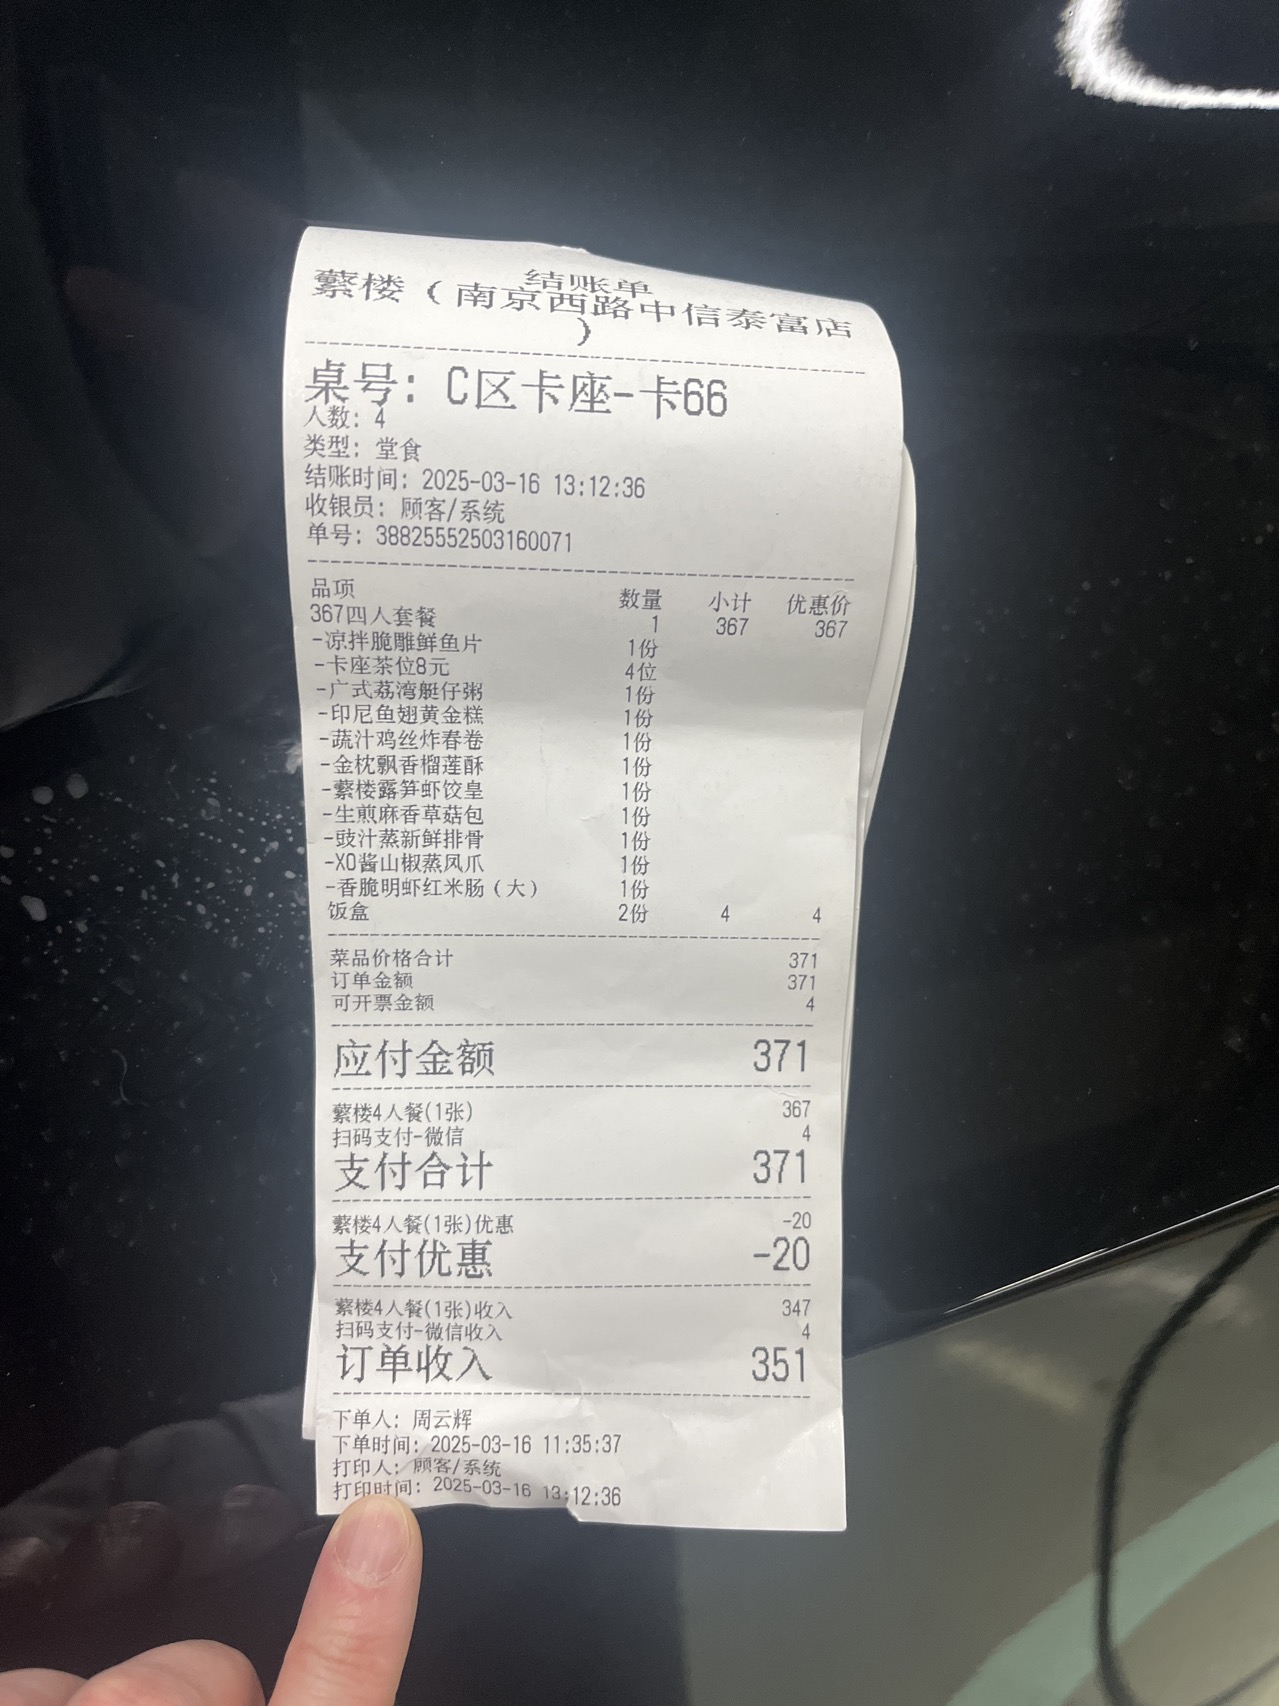 结账单
蘩楼（南京西路中信泰富店
）
桌号：C区卡座-卡66
人数：4
类型：堂食
结账时间：2025-03-16 13:12:36
收银员：顾客/系统
单号：38825552503160071
品项 数量 小计 优惠价
367四人套餐 1 367 367
-凉拌脆雕鲜鱼片 1份
-卡座茶位8元 4位
-广式荔湾艇仔粥 1份
-印尼鱼翅黄金糕 1份
-蔬汁鸡丝炸春卷 1份
-金枕飘香榴莲酥 1份
-蘩楼露笋虾饺皇 1份
-生煎麻香草菇包 1份
-豉汁蒸新鲜排骨 1份
-XO酱山椒蒸凤爪 1份
-香脆明虾红米肠（大） 1份
饭盒 2份 4 4
菜品价格合计 371
订单金额 371
可开票金额 4
应付金额 371
蘩楼4人餐(1张) 367
扫码支付-微信 4
支付合计 371
蘩楼4人餐(1张)优惠 -20
支付优惠 -20
蘩楼4人餐(1张)收入 347
扫码支付-微信收入 4
订单收入 351
下单人：周云辉
下单时间：2025-03-16 11:35:37
打印人：顾客/系统
打印时间：2025-03-16 13:12:36